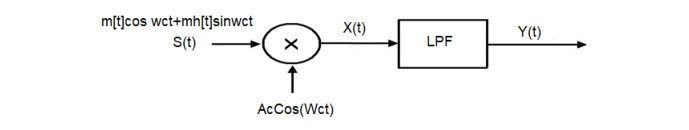 m[t]cos wct+mh[t]sinwct
S(t)
X
X(t)
LPF
Y(t)
AcCos(Wct)